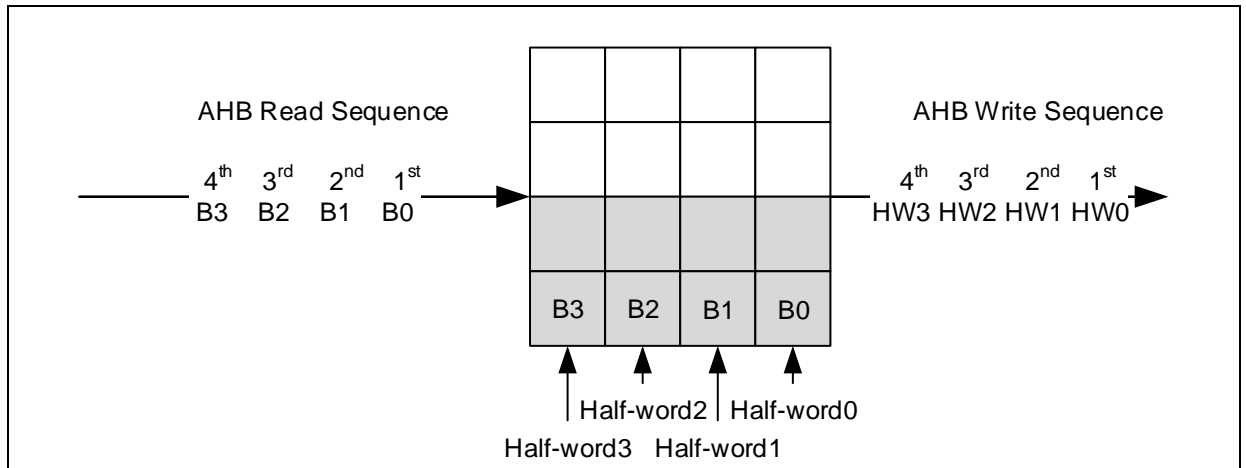 AHB Read Sequence
4th 3rd 2nd 1st
B3 B2 B1 B0
B3 B2 B1 B0
Half-word2 Half-word0
Half-word3 Half-word1
AHB Write Sequence
4th 3rd 2nd 1st
HW3 HW2 HW1 HW0